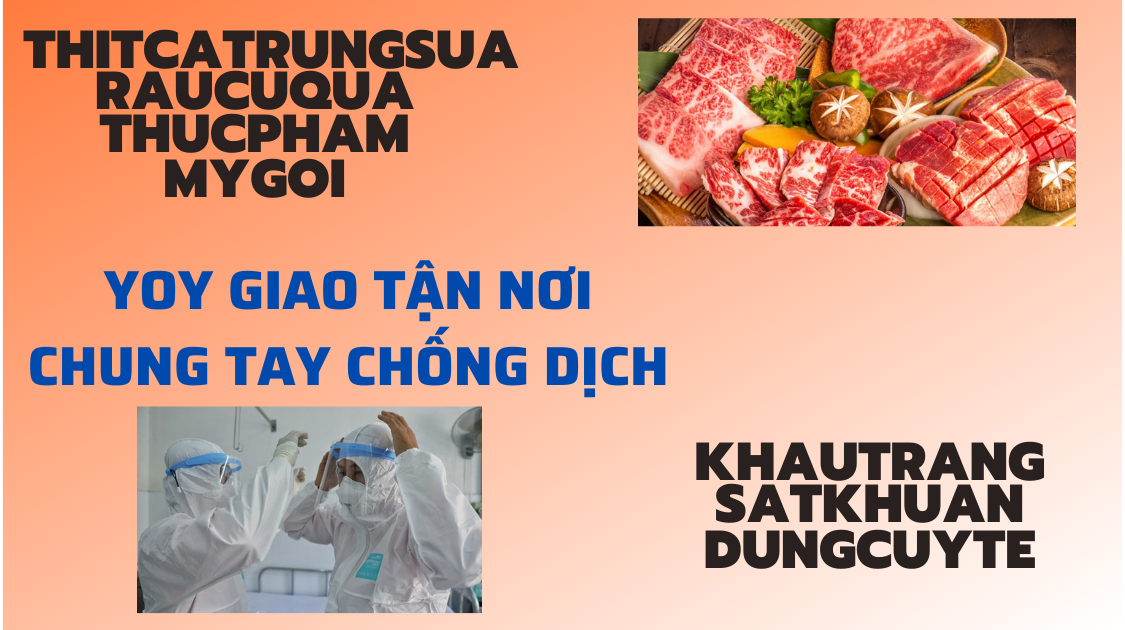 THITCATRUNGSUA
RAUCUQUA
THUCPHAM
MYGOI
YOY GIAO TẬN NƠI
CHUNG TAY CHỐNG DỊCH
KHAUTRANG
SATKHUAN
DUNGCUYTE